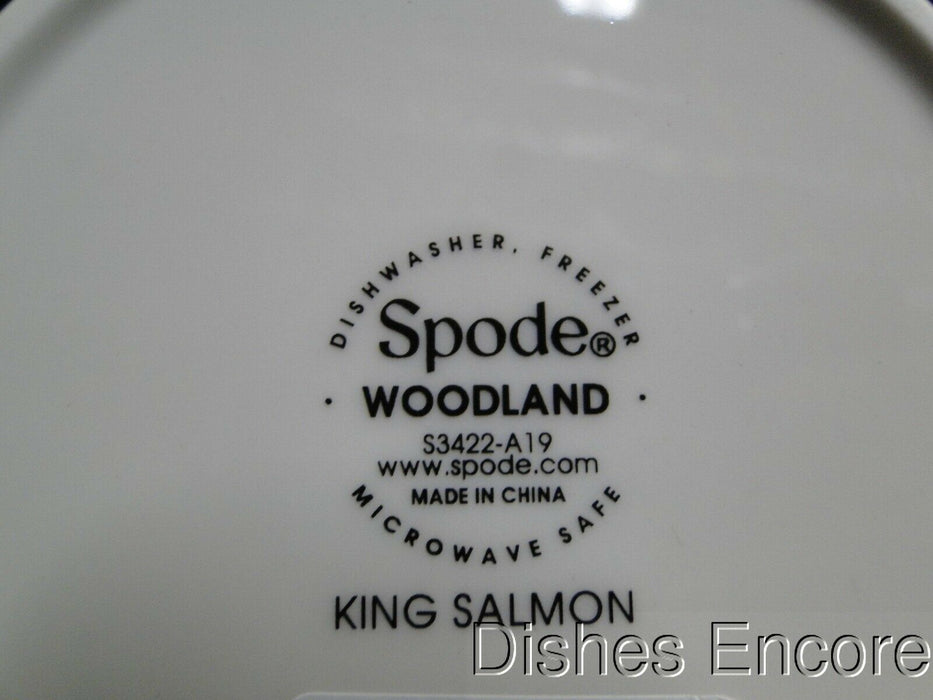 DISHWASHER, FREEZER
Spode®
· WOODLAND ·
S3422-A19
www.spode.com
MADE IN CHINA
MICROWAVE SAFE
KING SALMON
Dishes Encore